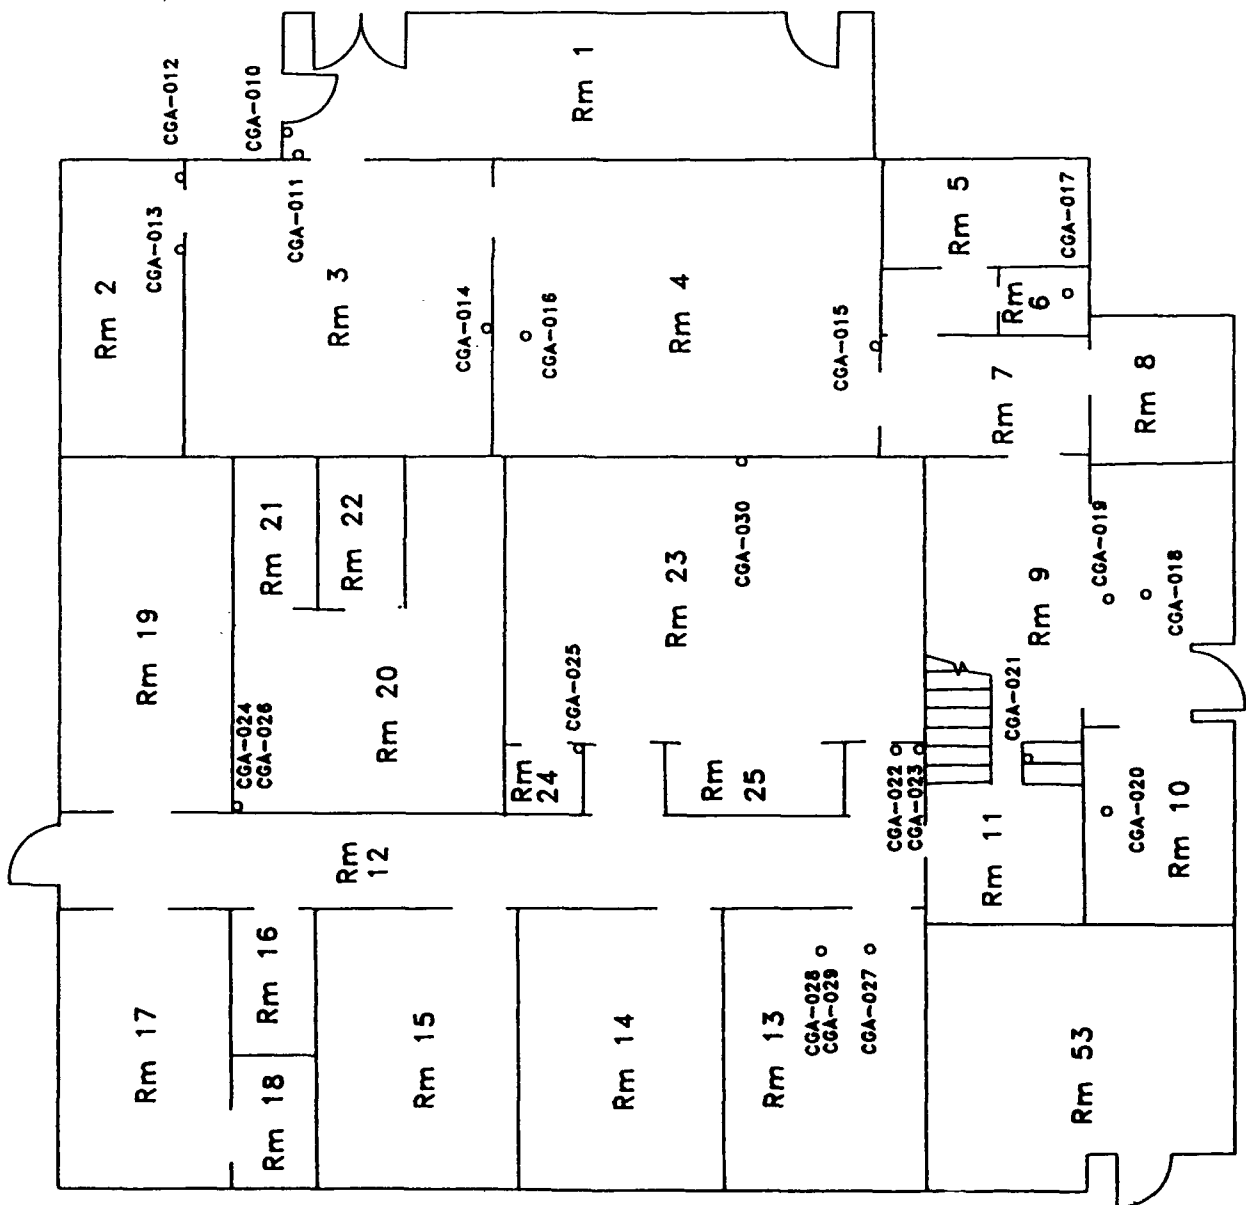 CGA-012
CGA-010
Rm 1
CGA-013
CGA-011
Rm 2
Rm 3
CGA-014
CGA-016
Rm 4
CGA-015
Rm 5
CGA-017
Rm
6
Rm 7
Rm 8
Rm 19
Rm 21
Rm 22
Rm 20
CGA-024
CGA-026
CGA-025
Rm 23
CGA-030
Rm 9
CGA-019
CGA-018
CGA-021
Rm
24
Rm
25
CGA-022
CGA-023
Rm 11
CGA-020
Rm 10
Rm
12
Rm 17
Rm 16
Rm 18
Rm 15
Rm 14
Rm 13
CGA-028
CGA-029
CGA-027
Rm 53